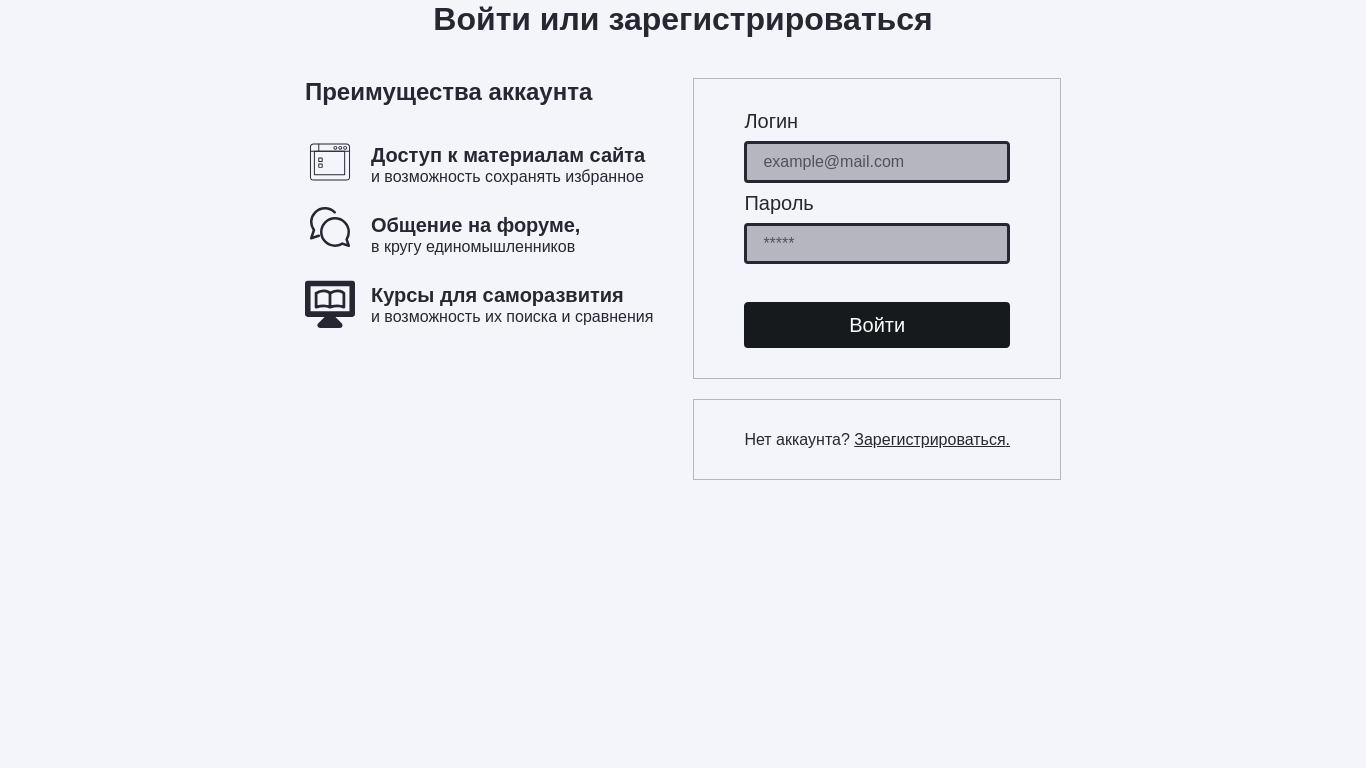 Войти или зарегистрироваться
Преимущества аккаунта
Доступ к материалам сайта
и возможность сохранять избранное
Общение на форуме,
в кругу единомышленников
Курсы для саморазвития
и возможность их поиска и сравнения
Логин
example@mail.com
Пароль
*****
Войти
Нет аккаунта? Зарегистрироваться.